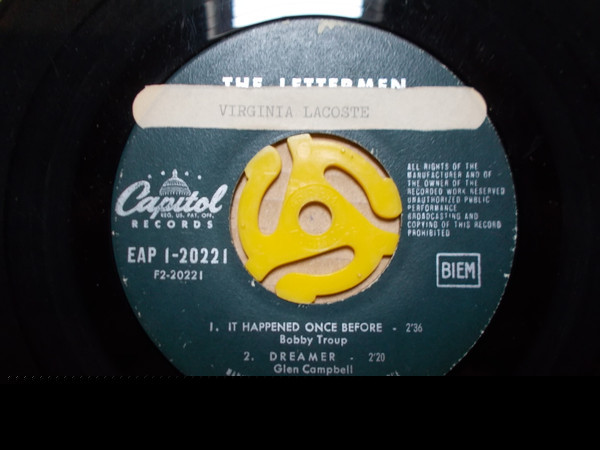 THE LETTERMEN
VIRGINIA LACOSTE
Capitol
REG. US. PAT. OFF.
RECORDS
EAP 1-20221
F2-20221
ALL RIGHTS OF THE
MANUFACTURER AND OF
THE OWNER OF THE
RECORDED WORK RESERVED
UNAUTHORIZED PUBLIC
PERFORMANCE
BROADCASTING AND
COPYING OF THIS RECORD
PROHIBITED
BIEM
1. IT HAPPENED ONCE BEFORE - 2'36
Bobby Troup
2. DREAMER - 2'20
Glen Campbell